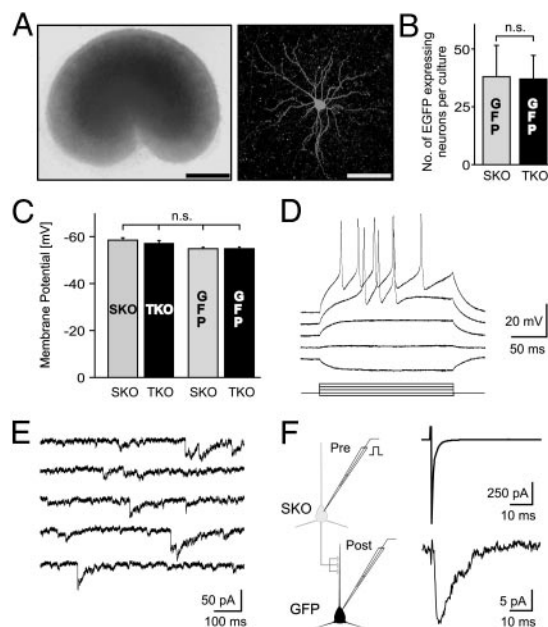 A
B
No. of EGFP expressing
neurons per culture
50
25
0
n.s.
GFP
GFP
SKO
TKO
C
Membrane Potential [mV]
-60
-40
-20
0
n.s.
SKO
TKO
GFP
GFP
SKO
TKO
SKO
TKO
D
20 mV
50 ms
E
50 pA
100 ms
F
Pre
SKO
Post
GFP
250 pA
10 ms
5 pA
10 ms